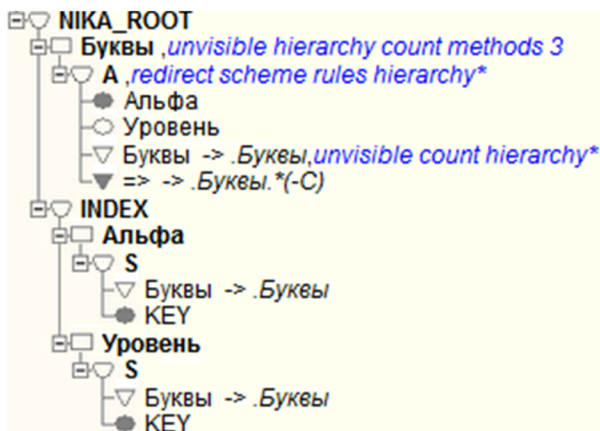 NIKA_ROOT
Буквы ,unvisible hierarchy count methods 3
А ,redirect scheme rules hierarchy*
Альфа
Уровень
Буквы -> .Буквы,unvisible count hierarchy*
=> -> .Буквы.*(-C)
INDEX
Альфа
S
Буквы -> .Буквы
KEY
Уровень
S
Буквы -> .Буквы
KEY